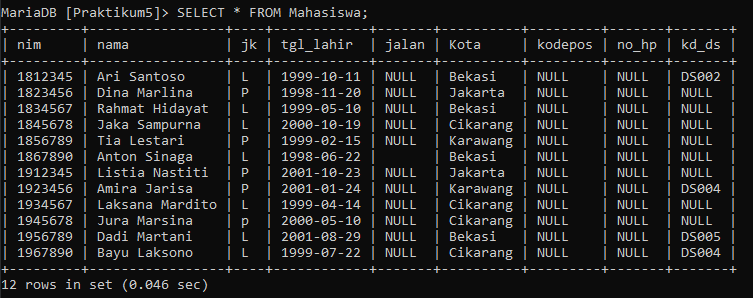 MariaDB [Praktikum5]> SELECT * FROM Mahasiswa;
+---------+------------------+----+------------+-------+----------+---------+-------+-------+
| nim     | nama             | jk | tgl_lahir  | jalan | Kota     | kodepos | no_hp | kd_ds |
+---------+------------------+----+------------+-------+----------+---------+-------+-------+
| 1812345 | Ari Santoso      | L  | 1999-10-11 | NULL  | Bekasi   | NULL    | NULL  | DS002 |
| 1823456 | Dina Marlina     | P  | 1998-11-20 | NULL  | Jakarta  | NULL    | NULL  | NULL  |
| 1834567 | Rahmat Hidayat   | L  | 1999-05-10 | NULL  | Bekasi   | NULL    | NULL  | NULL  |
| 1845678 | Jaka Sampurna    | L  | 2000-10-19 | NULL  | Cikarang | NULL    | NULL  | NULL  |
| 1856789 | Tia Lestari      | P  | 1999-02-15 | NULL  | Karawang | NULL    | NULL  | NULL  |
| 1867890 | Anton Sinaga     | L  | 1998-06-22 |       | Bekasi   | NULL    | NULL  | NULL  |
| 1912345 | Listia Nastiti   | P  | 2001-10-23 | NULL  | Jakarta  | NULL    | NULL  | NULL  |
| 1923456 | Amira Jarisa     | P  | 2001-01-24 | NULL  | Karawang | NULL    | NULL  | DS004 |
| 1934567 | Laksana Mardito  | L  | 1999-04-14 | NULL  | Cikarang | NULL    | NULL  | NULL  |
| 1945678 | Jura Marsina     | p  | 2000-05-10 | NULL  | Cikarang | NULL    | NULL  | NULL  |
| 1956789 | Dadi Martani     | L  | 2001-08-29 | NULL  | Bekasi   | NULL    | NULL  | DS005 |
| 1967890 | Bayu Laksono     | L  | 1999-07-22 | NULL  | Cikarang | NULL    | NULL  | DS004 |
+---------+------------------+----+------------+-------+----------+---------+-------+-------+
12 rows in set (0.046 sec)